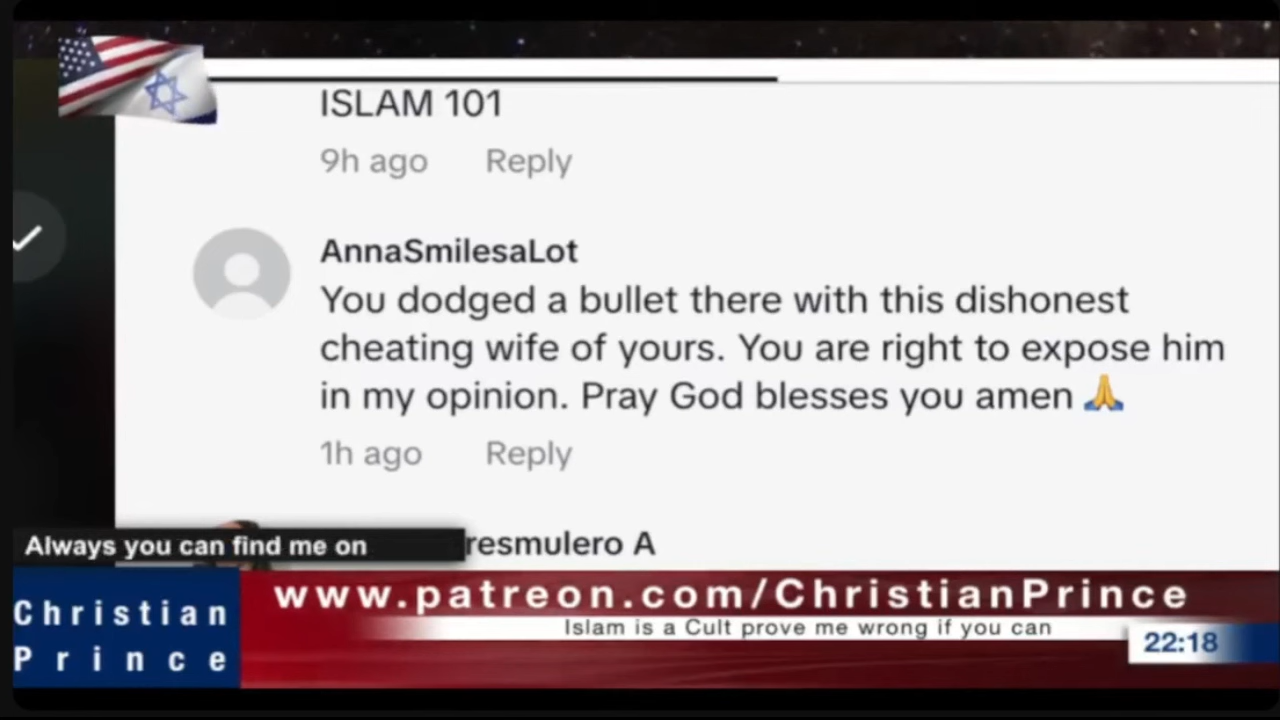 ISLAM 101
9h ago Reply
AnnaSmilesaLot
You dodged a bullet there with this dishonest
cheating wife of yours. You are right to expose him
in my opinion. Pray God blesses you amen 🙏
1h ago Reply
resmulero A
Always you can find me on
Christian
Prince
www.patreon.com/ChristianPrince
Islam is a Cult prove me wrong if you can
22:18